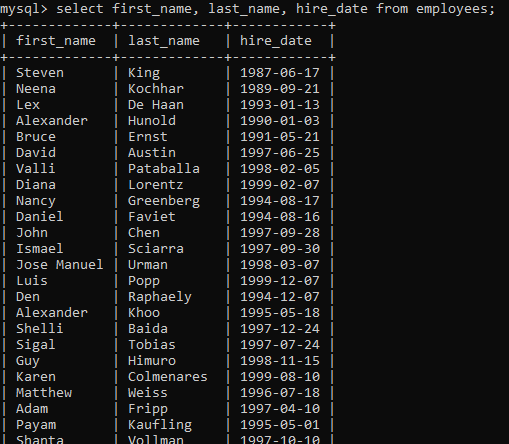 mysql> select first_name, last_name, hire_date from employees;
+-------------+-------------+------------+
| first_name  | last_name   | hire_date  |
+-------------+-------------+------------+
| Steven      | King        | 1987-06-17 |
| Neena       | Kochhar     | 1989-09-21 |
| Lex         | De Haan     | 1993-01-13 |
| Alexander   | Hunold      | 1990-01-03 |
| Bruce       | Ernst       | 1991-05-21 |
| David       | Austin      | 1997-06-25 |
| Valli       | Pataballa   | 1998-02-05 |
| Diana       | Lorentz     | 1999-02-07 |
| Nancy       | Greenberg   | 1994-08-17 |
| Daniel      | Faviet      | 1994-08-16 |
| John        | Chen        | 1997-09-28 |
| Ismael      | Sciarra     | 1997-09-30 |
| Jose Manuel | Urman       | 1998-03-07 |
| Luis        | Popp        | 1999-12-07 |
| Den         | Raphaely    | 1994-12-07 |
| Alexander   | Khoo        | 1995-05-18 |
| Shelli      | Baida       | 1997-12-24 |
| Sigal       | Tobias      | 1997-07-24 |
| Guy         | Himuro      | 1998-11-15 |
| Karen       | Colmenares  | 1999-08-10 |
| Matthew     | Weiss       | 1996-07-18 |
| Adam        | Fripp       | 1997-04-10 |
| Payam       | Kaufling    | 1995-05-01 |
| Shanta      | Vollman     | 1997-10-10 |